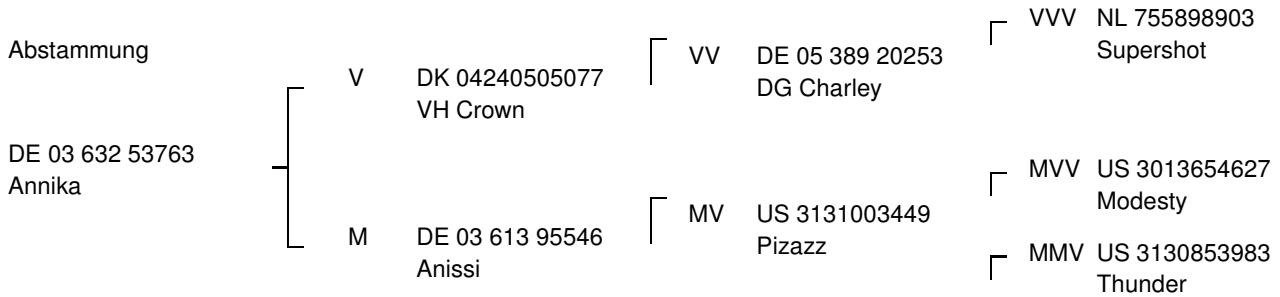 Abstammung
DE 03 632 53763
Annika
V DK 04240505077
VH Crown
M DE 03 613 95546
Anissi
VV DE 05 389 20253
DG Charley
MV US 3131003449
Pizazz
VVV NL 755898903
Supershot
MVV US 3013654627
Modesty
MMV US 3130853983
Thunder